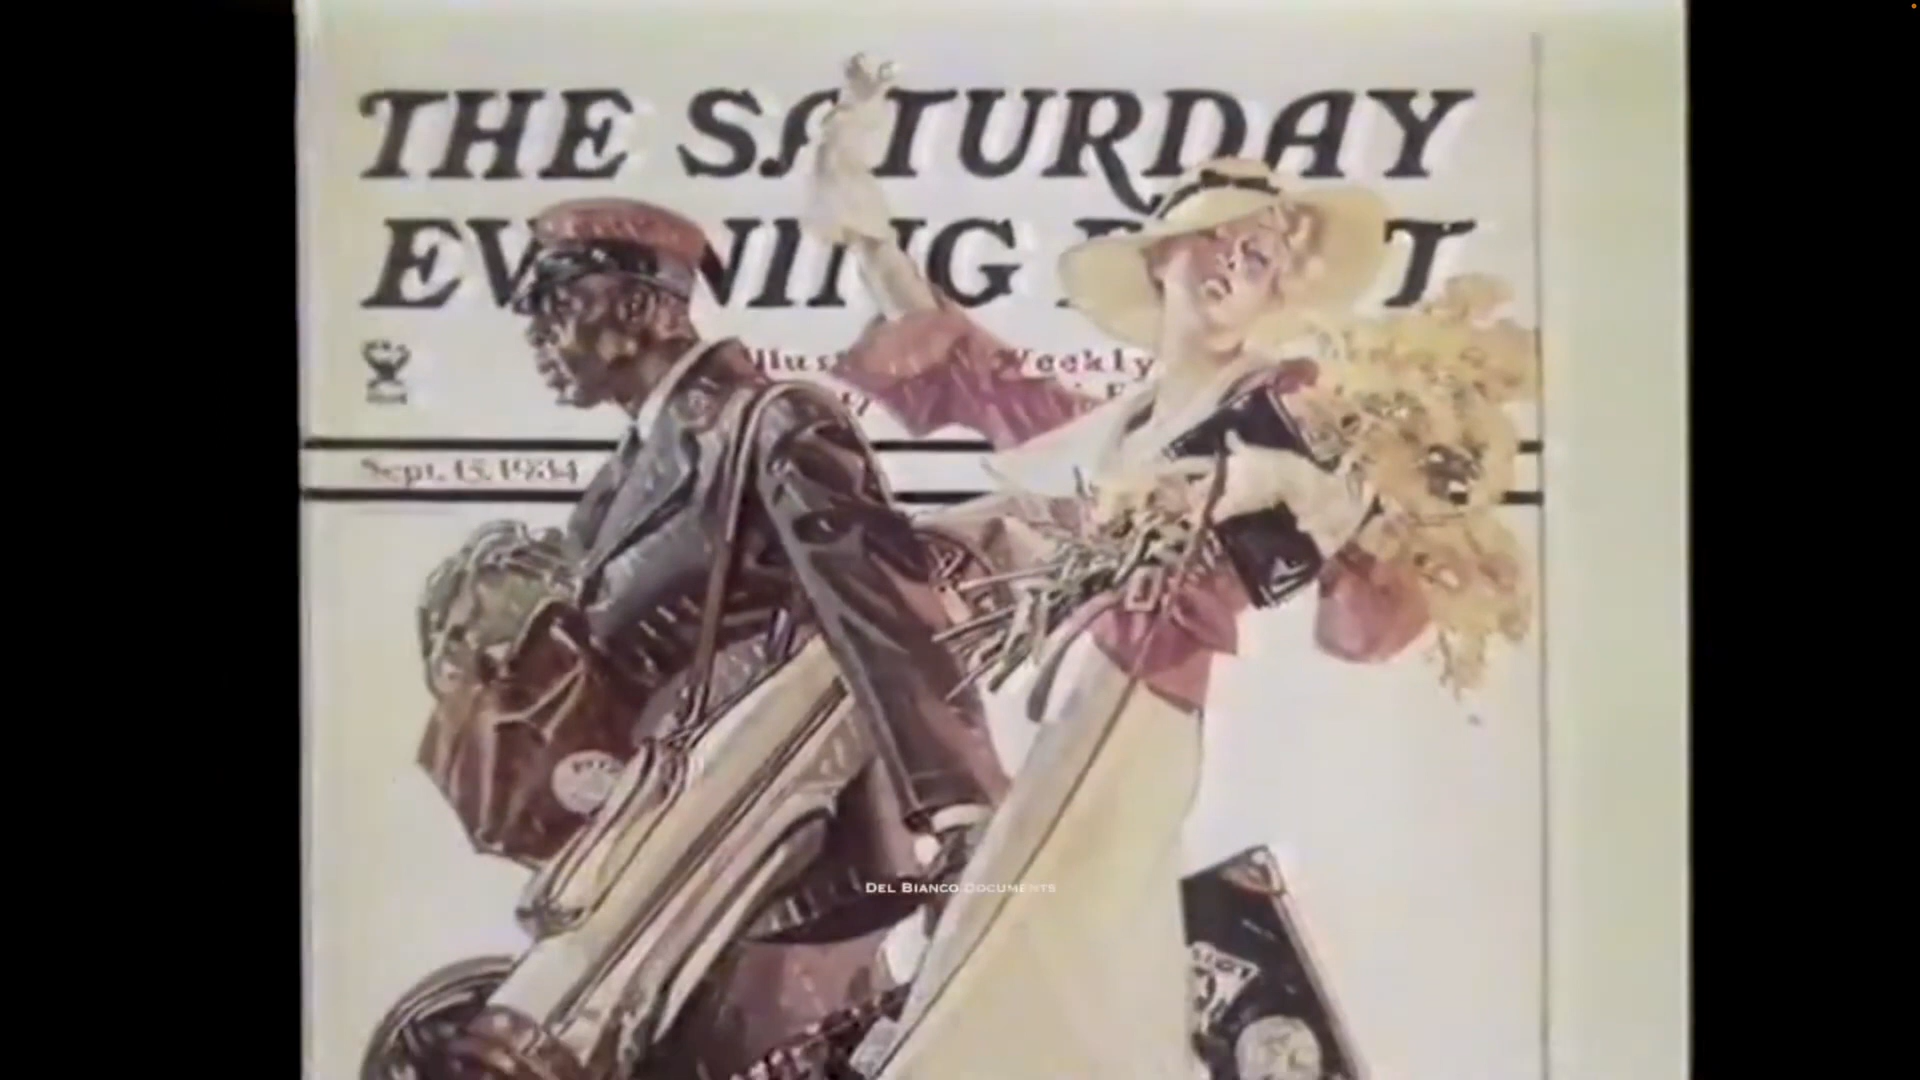 THE SATURDAY
EVENING POST
Weekly
Sept. 15, 1934
DEL BIANCO DOCUMENTS